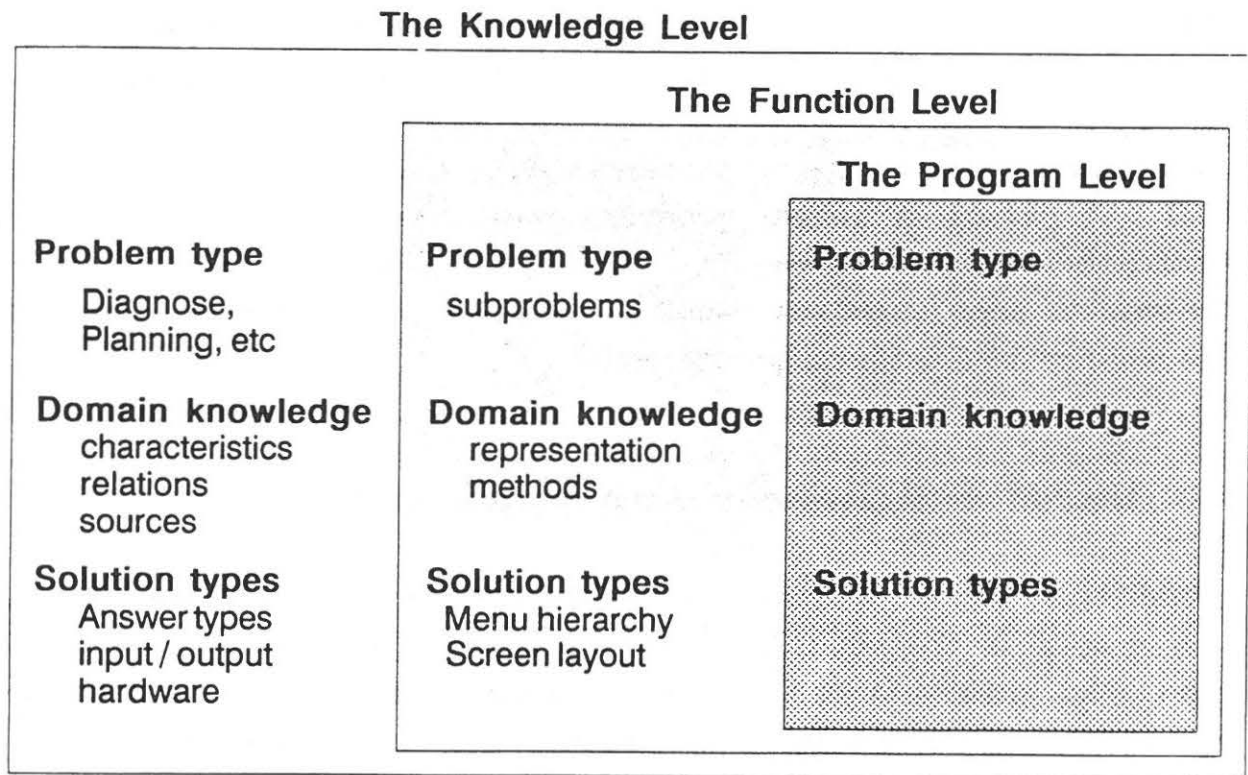 The Knowledge Level
The Function Level
The Program Level
Problem type
Diagnose,
Planning, etc
Domain knowledge
characteristics
relations
sources
Solution types
Answer types
input / output
hardware
Problem type
subproblems
Domain knowledge
representation
methods
Solution types
Menu hierarchy
Screen layout
Problem type
Domain knowledge
Solution types